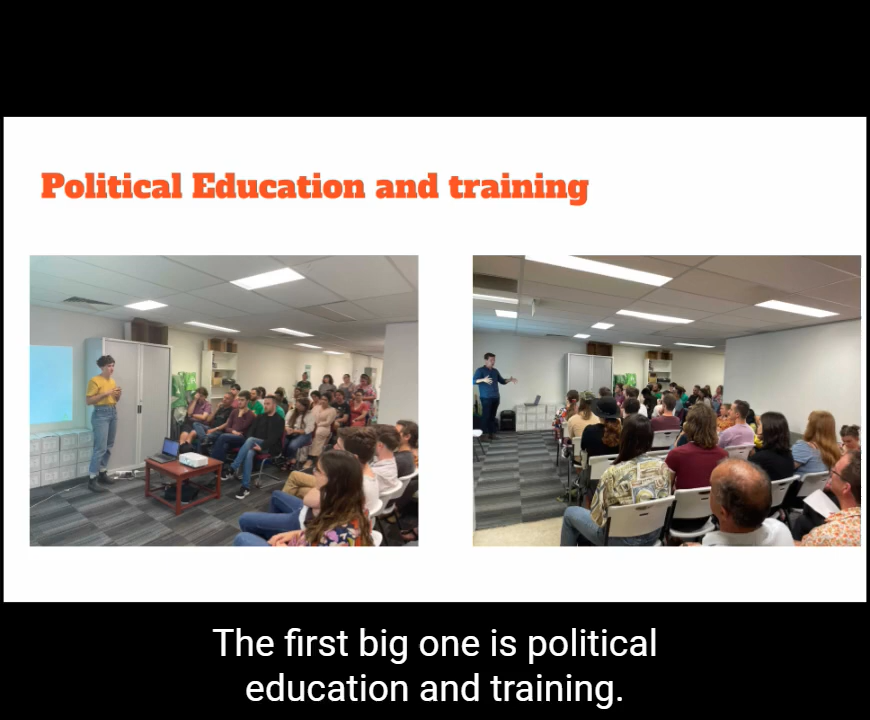 Political Education and training
The first big one is political
education and training.